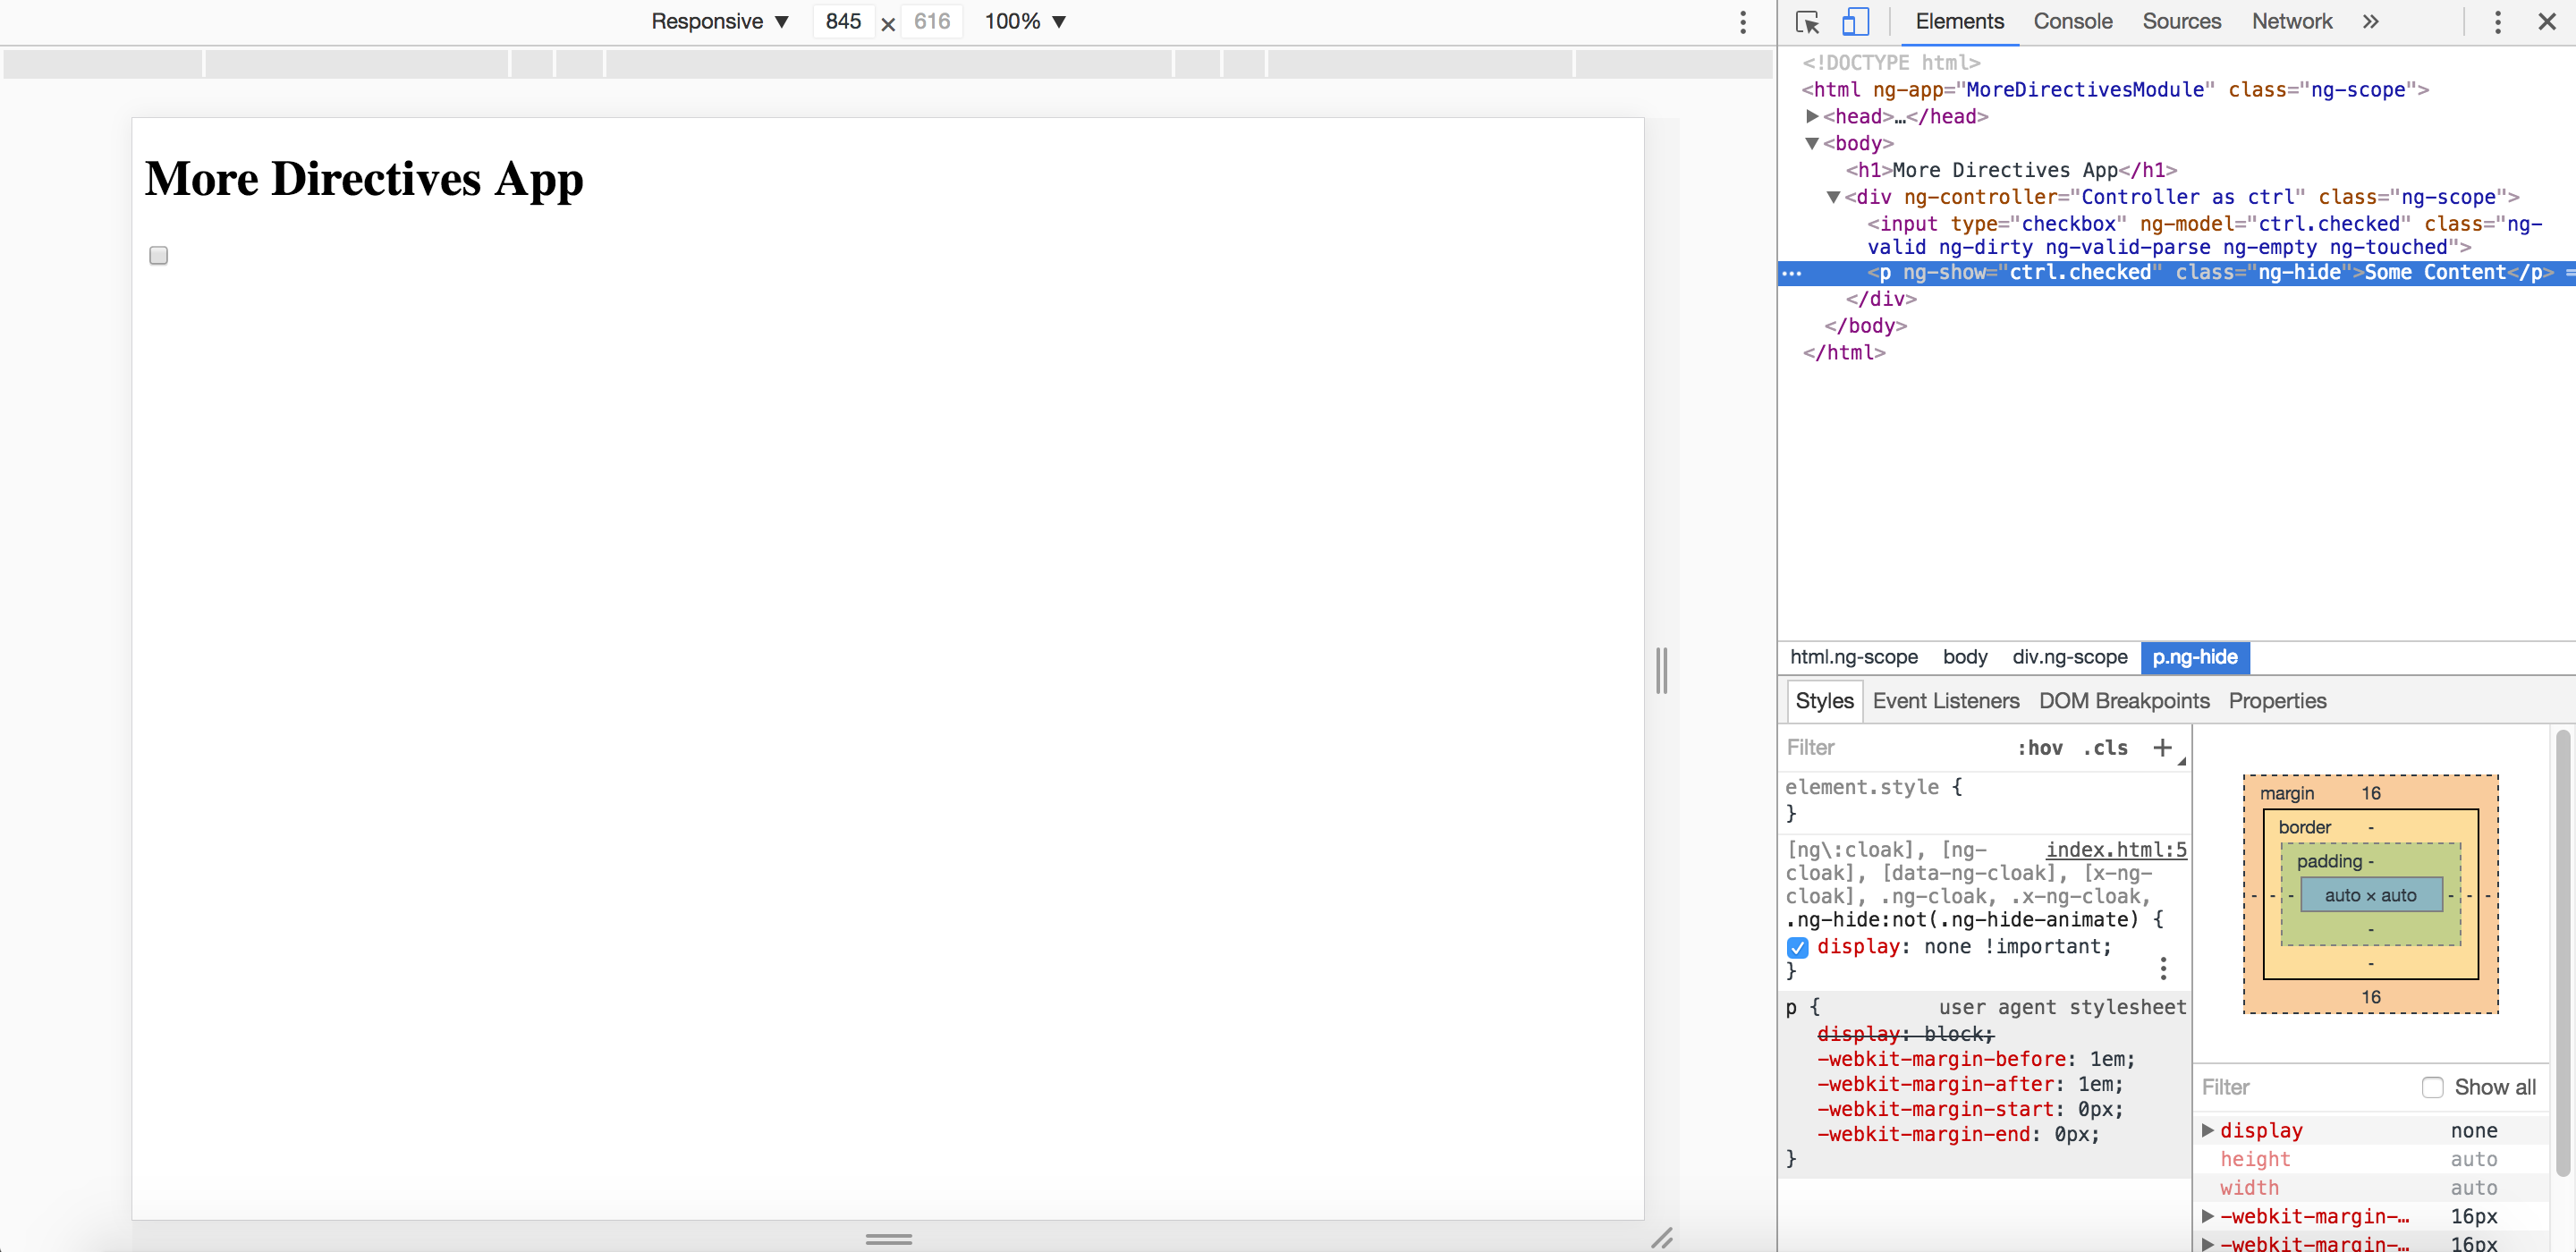 Responsive ▼ 845 × 616 100% ▼
More Directives App
Elements Console Sources Network »
<!DOCTYPE html>
<html ng-app="MoreDirectivesModule" class="ng-scope">
▶<head>…</head>
▼<body>
<h1>More Directives App</h1>
▼<div ng-controller="Controller as ctrl" class="ng-scope">
<input type="checkbox" ng-model="ctrl.checked" class="ng-
valid ng-dirty ng-valid-parse ng-empty ng-touched">
… <p ng-show="ctrl.checked" class="ng-hide">Some Content</p> =
</div>
</body>
</html>
html.ng-scope body div.ng-scope p.ng-hide
Styles Event Listeners DOM Breakpoints Properties
Filter :hov .cls +
element.style {
}
[ng\:cloak], [ng- index.html:5
cloak], [data-ng-cloak], [x-ng-
cloak], .ng-cloak, .x-ng-cloak,
.ng-hide:not(.ng-hide-animate) {
display: none !important;
}
p { user agent stylesheet
display: block;
-webkit-margin-before: 1em;
-webkit-margin-after: 1em;
-webkit-margin-start: 0px;
-webkit-margin-end: 0px;
}
margin 16
border -
padding -
- - - auto × auto - - -
-
-
16
Filter Show all
▶display none
height auto
width auto
▶-webkit-margin-… 16px
▶-webkit-margin-… 16px